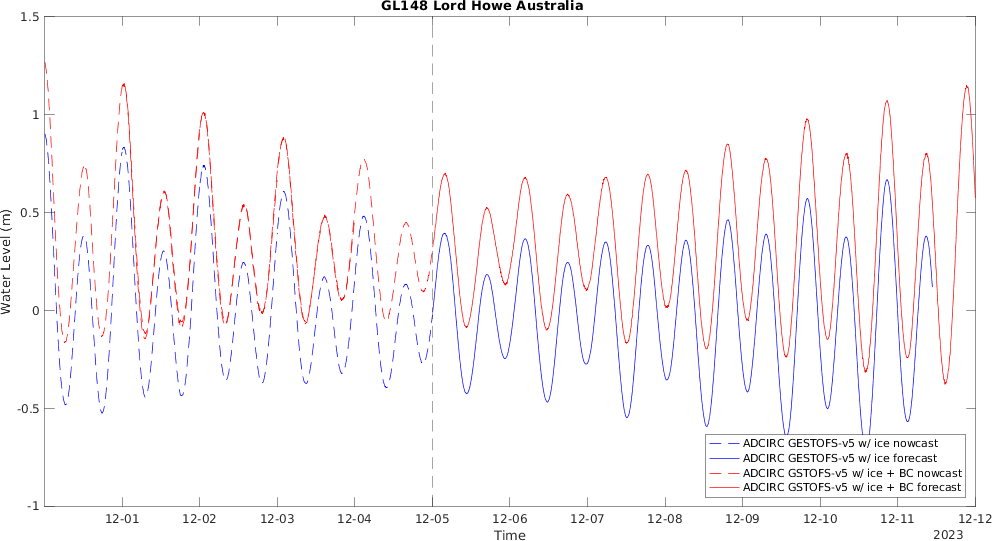 GL148 Lord Howe Australia
1.5
1
0.5
0
-0.5
-1
Water Level (m)
12-01 12-02 12-03 12-04 12-05 12-06 12-07 12-08 12-09 12-10 12-11 12-12
Time
2023
ADCIRC GESTOFS-v5 w/ ice nowcast
ADCIRC GESTOFS-v5 w/ ice forecast
ADCIRC GSTOFS-v5 w/ ice + BC nowcast
ADCIRC GSTOFS-v5 w/ ice + BC forecast